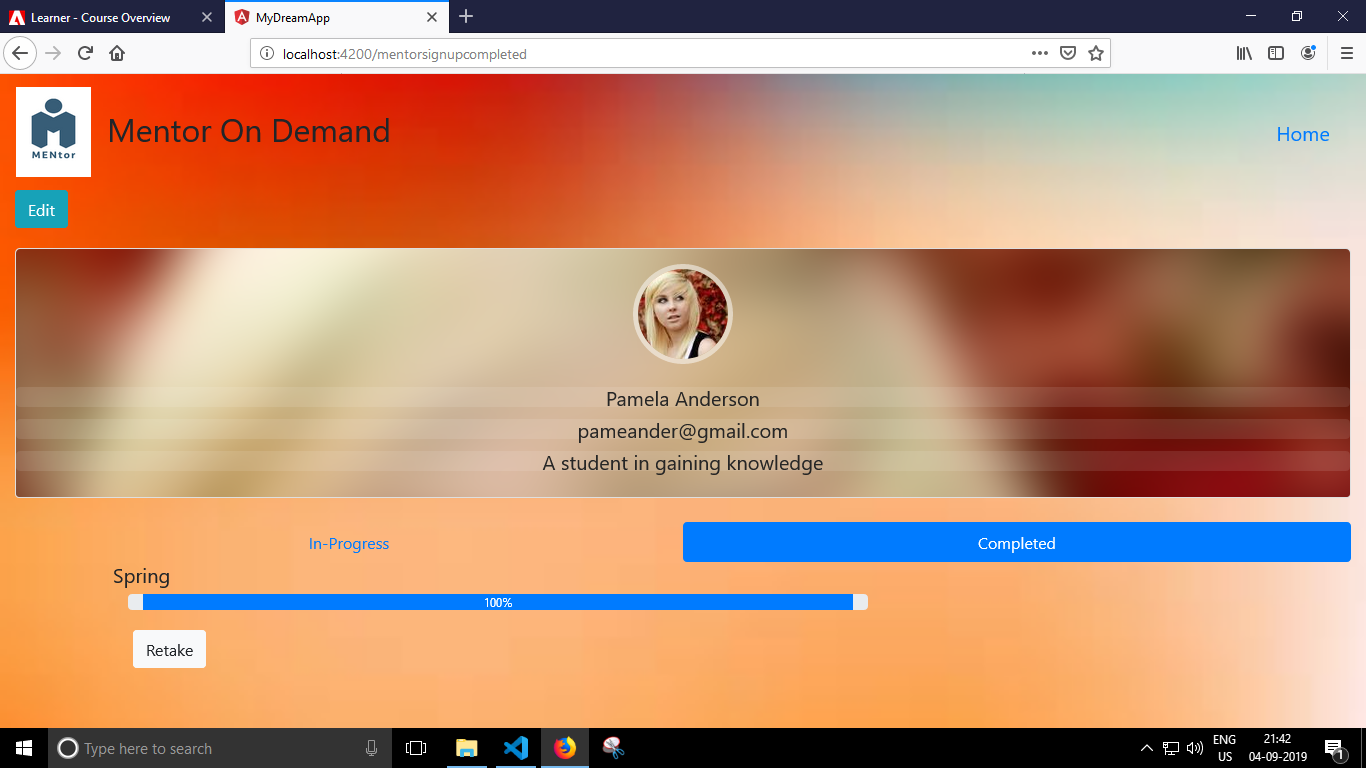 Learner - Course Overview
MyDreamApp
localhost:4200/mentorsignupcompleted
MENtor
Mentor On Demand
Home
Edit
Pamela Anderson
pameander@gmail.com
A student in gaining knowledge
In-Progress
Completed
Spring
100%
Retake
Type here to search
ENG
US
21:42
04-09-2019
1